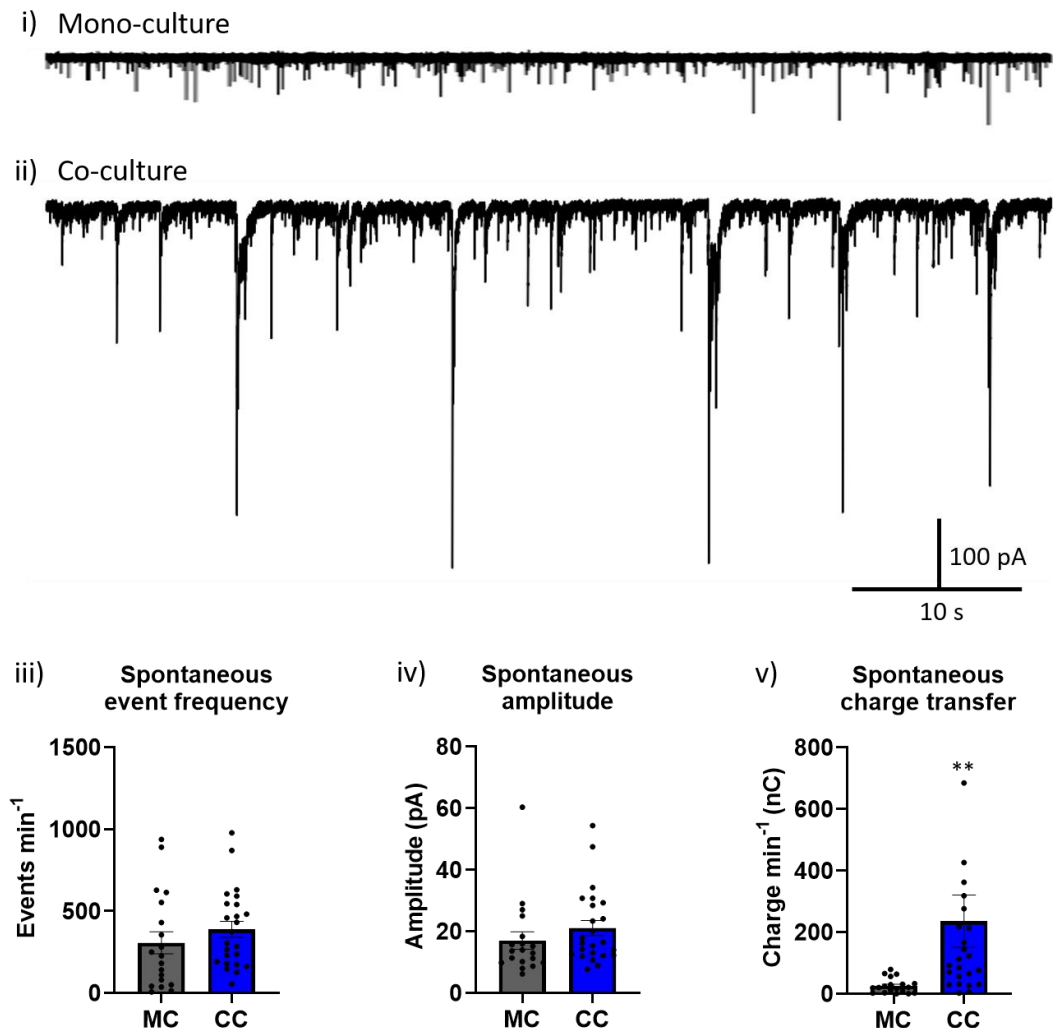 i) Mono-culture
ii) Co-culture
100 pA
10 s
iii) Spontaneous
event frequency
Events min⁻¹
1500
1000
500
0
MC CC
iv) Spontaneous
amplitude
Amplitude (pA)
80
60
40
20
0
MC CC
v) Spontaneous
charge transfer
Charge min⁻¹ (nC)
800
600
400
200
0
**
MC CC